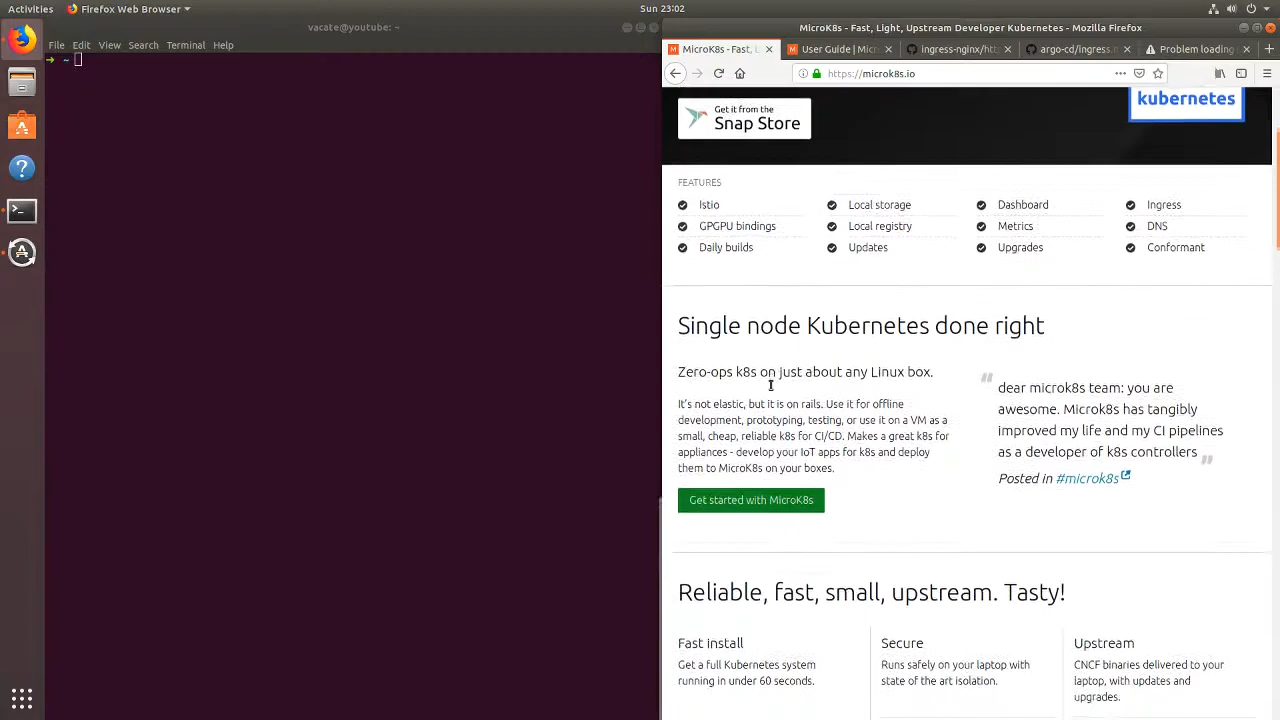 Activities
Firefox Web Browser
Sun 23:02
vacate@youtube: ~
File Edit View Search Terminal Help
~
MicroK8s - Fast, Light, Upstream Developer Kubernetes - Mozilla Firefox
MicroK8s - Fast, L
User Guide | Micro
ingress-nginx/htt
argo-cd/ingress.m
Problem loading
https://microk8s.io
Get it from the
Snap Store
kubernetes
FEATURES
Istio Local storage Dashboard Ingress
GPGPU bindings Local registry Metrics DNS
Daily builds Updates Upgrades Conformant
Single node Kubernetes done right
Zero-ops k8s on just about any Linux box.
It's not elastic, but it is on rails. Use it for offline
development, prototyping, testing, or use it on a VM as a
small, cheap, reliable k8s for CI/CD. Makes a great k8s for
appliances - develop your IoT apps for k8s and deploy
them to MicroK8s on your boxes.
Get started with MicroK8s
"
dear microk8s team: you are
awesome. Microk8s has tangibly
improved my life and my CI pipelines
as a developer of k8s controllers
"
Posted in #microk8s
Reliable, fast, small, upstream. Tasty!
Fast install
Get a full Kubernetes system
running in under 60 seconds.
Secure
Runs safely on your laptop with
state of the art isolation.
Upstream
CNCF binaries delivered to your
laptop, with updates and
upgrades.